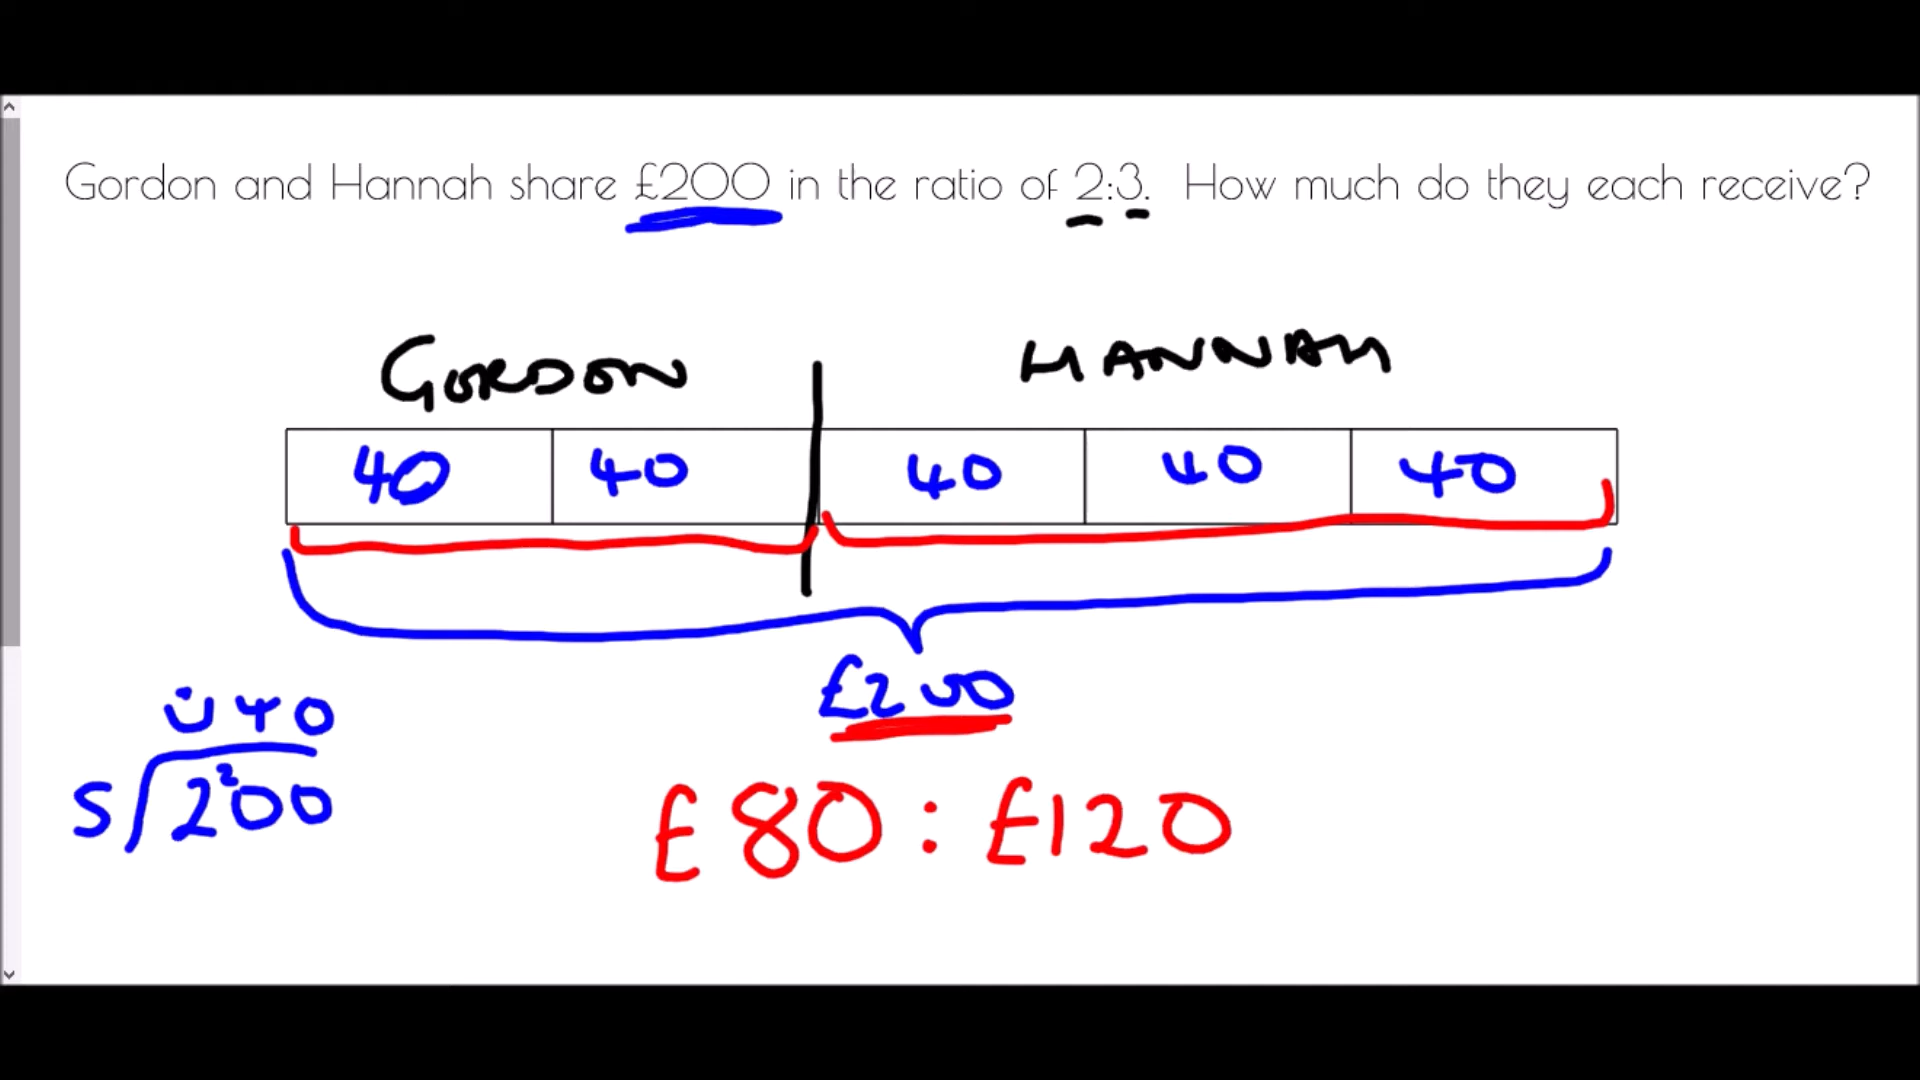 Gordon and Hannah share £200 in the ratio of 2:3. How much do they each receive?
GORDON HANNAH
40 40 40 40 40
£200
040
5 2²00
£80 : £120